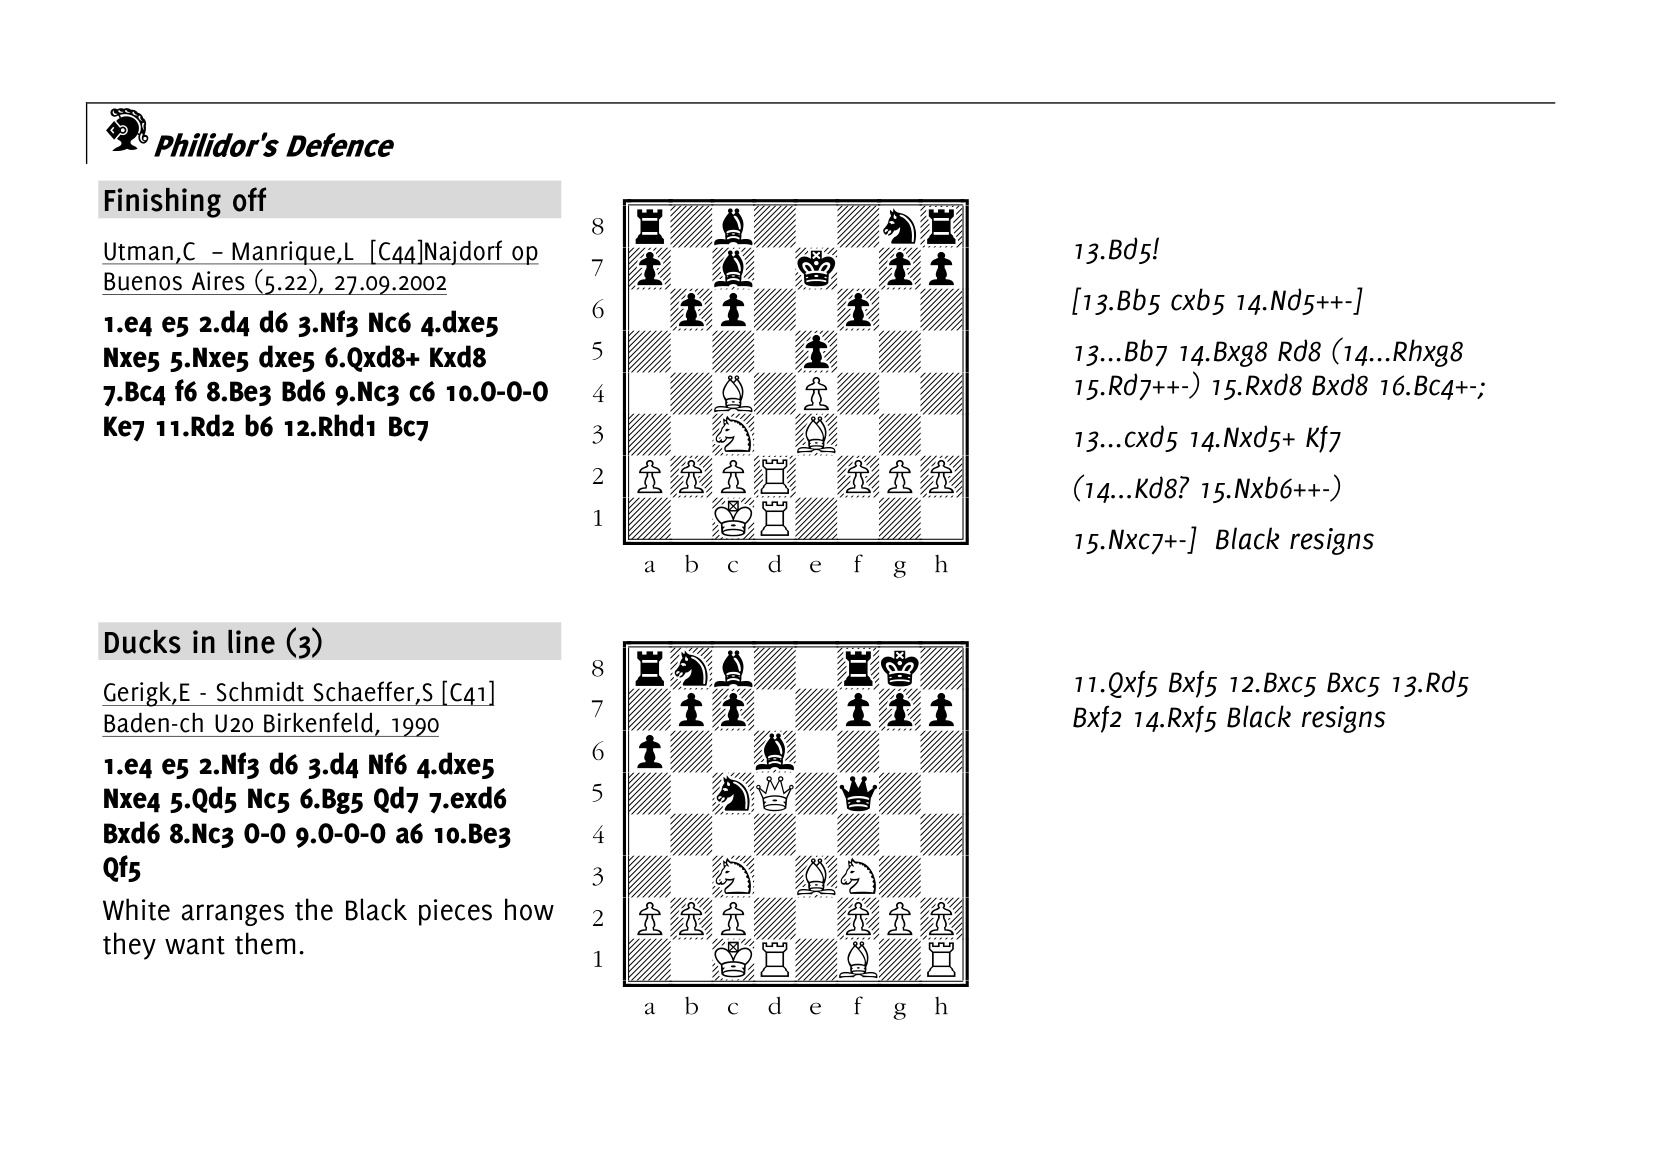 Philidor's Defence
Finishing off
Utman,C – Manrique,L [C44]Najdorf op
Buenos Aires (5.22), 27.09.2002
1.e4 e5 2.d4 d6 3.Nf3 Nc6 4.dxe5
Nxe5 5.Nxe5 dxe5 6.Qxd8+ Kxd8
7.Bc4 f6 8.Be3 Bd6 9.Nc3 c6 10.0-0-0
Ke7 11.Rd2 b6 12.Rhd1 Bc7
8
7
6
5
4
3
2
1
a b c d e f g h
13.Bd5!
[13.Bb5 cxb5 14.Nd5++-]
13...Bb7 14.Bxg8 Rd8 (14...Rhxg8
15.Rd7++-) 15.Rxd8 Bxd8 16.Bc4+-;
13...cxd5 14.Nxd5+ Kf7
(14...Kd8? 15.Nxb6++-)
15.Nxc7+-] Black resigns
Ducks in line (3)
Gerigk,E - Schmidt Schaeffer,S [C41]
Baden-ch U20 Birkenfeld, 1990
1.e4 e5 2.Nf3 d6 3.d4 Nf6 4.dxe5
Nxe4 5.Qd5 Nc5 6.Bg5 Qd7 7.exd6
Bxd6 8.Nc3 0-0 9.0-0-0 a6 10.Be3
Qf5
White arranges the Black pieces how
they want them.
8
7
6
5
4
3
2
1
a b c d e f g h
11.Qxf5 Bxf5 12.Bxc5 Bxc5 13.Rd5
Bxf2 14.Rxf5 Black resigns